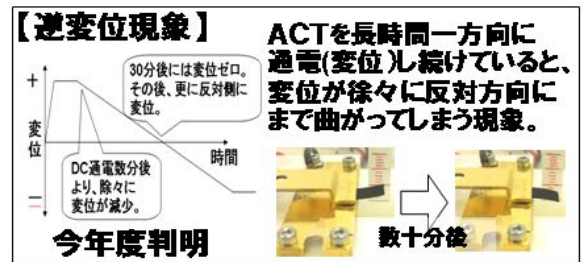 【逆変位現象】
ACTを長時間一方向に
通電(変位)し続けていると、
変位が徐々に反対方向に
まで曲がってしまう現象。
+
30分後には変位ゼロ。
その後、更に反対側に
変位。
変位
時間
DC通電数分後
より、除々に
変位が減少。
−
今年度判明
数十分後